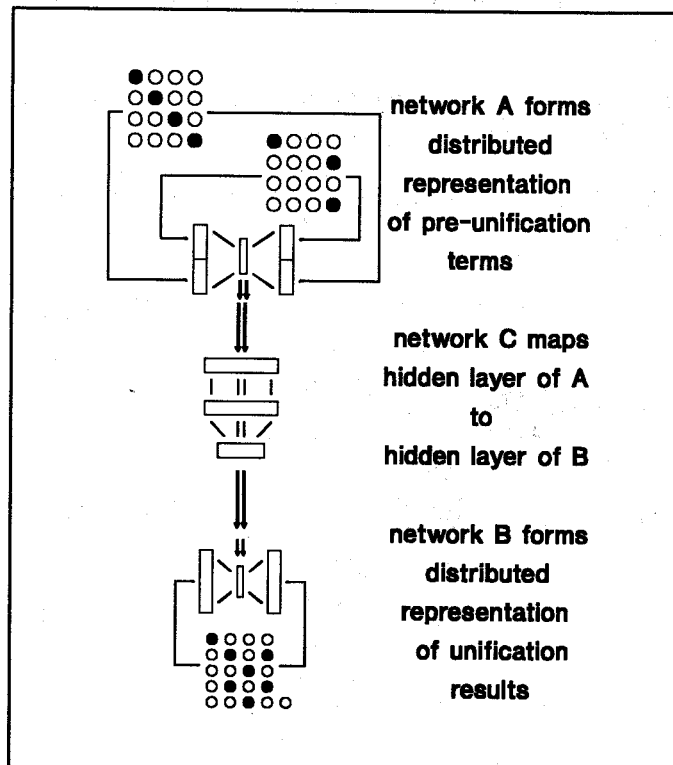 network A forms
distributed
representation
of pre-unification
terms
network C maps
hidden layer of A
to
hidden layer of B
network B forms
distributed
representation
of unification
results